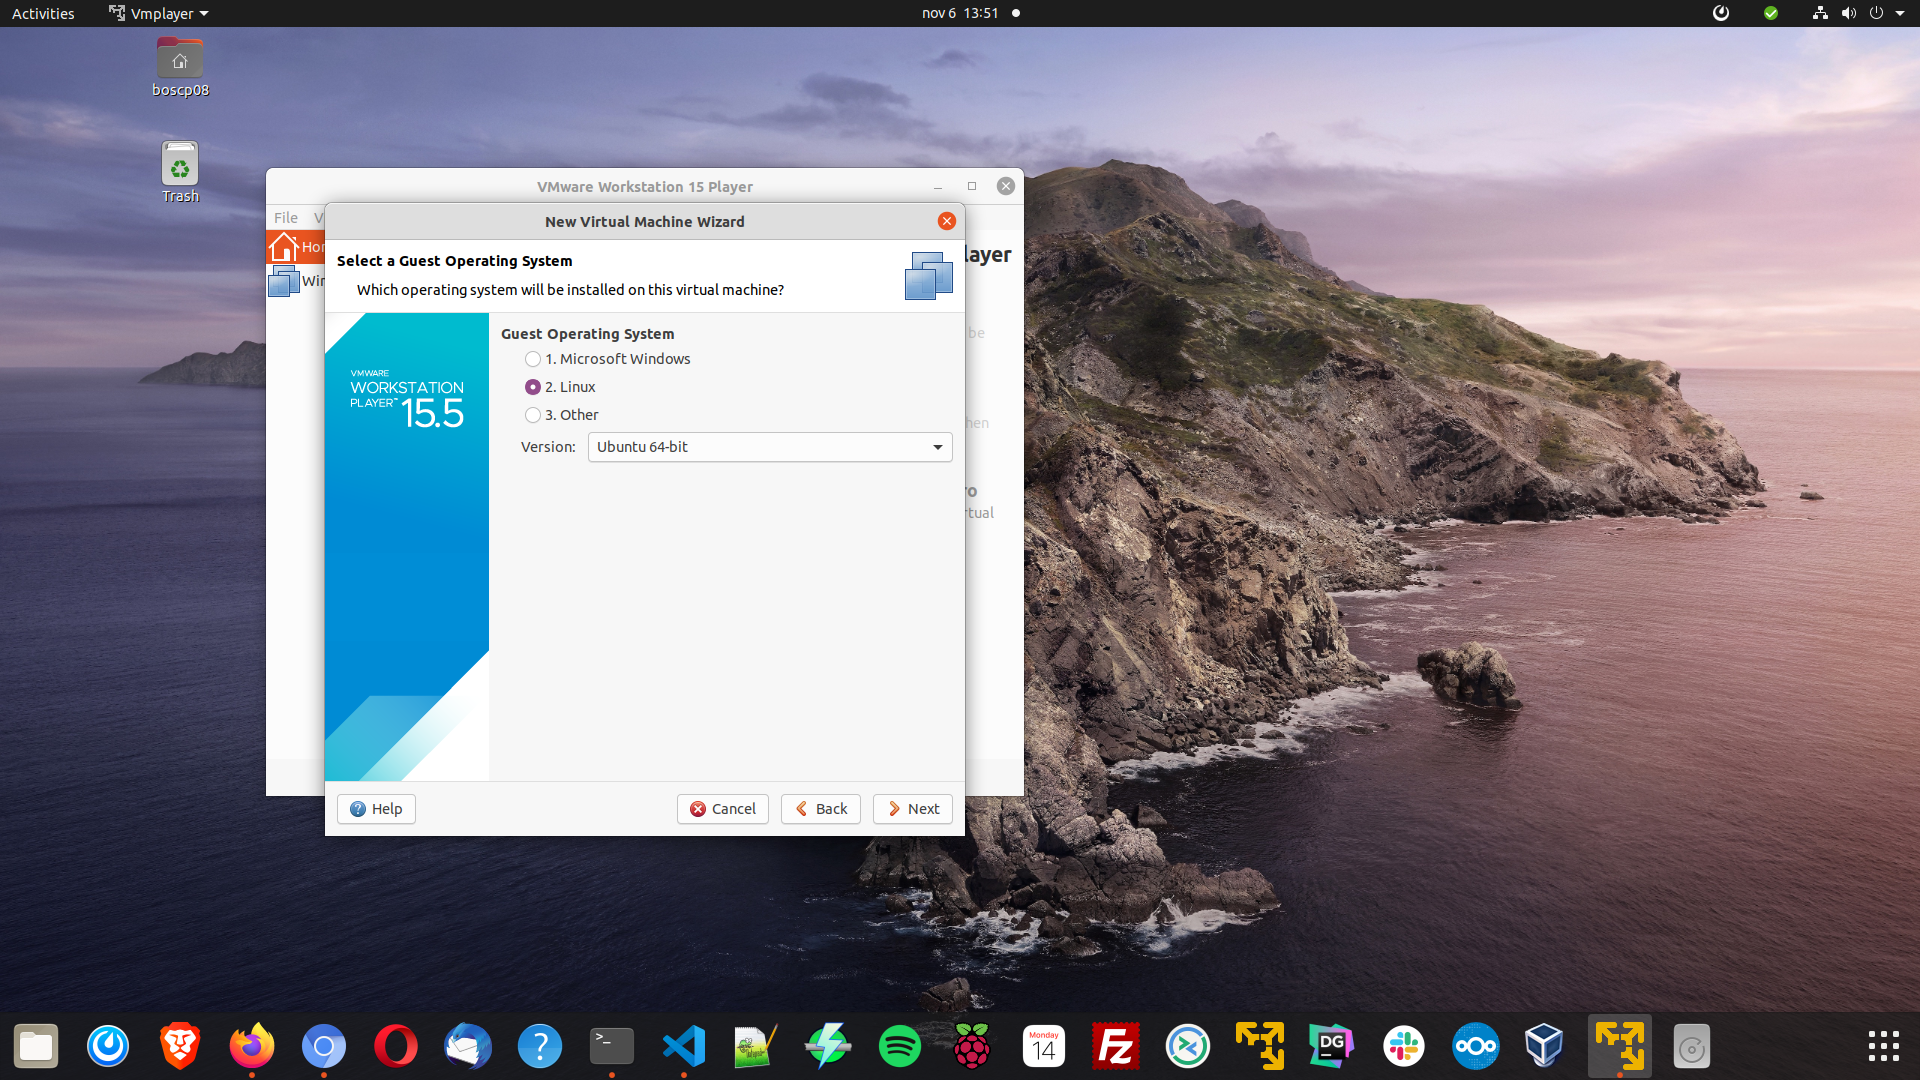 Activities
Vmplayer
nov 6 13:51
boscp08
Trash
VMware Workstation 15 Player
File V
New Virtual Machine Wizard
Select a Guest Operating System
Which operating system will be installed on this virtual machine?
layer
be
hen
ro
rtual
VMWARE
WORKSTATION
PLAYER™ 15.5
Guest Operating System
1. Microsoft Windows
2. Linux
3. Other
Version: Ubuntu 64-bit
Help
Cancel
Back
Next
>_
?
Monday
14
Fz
DG